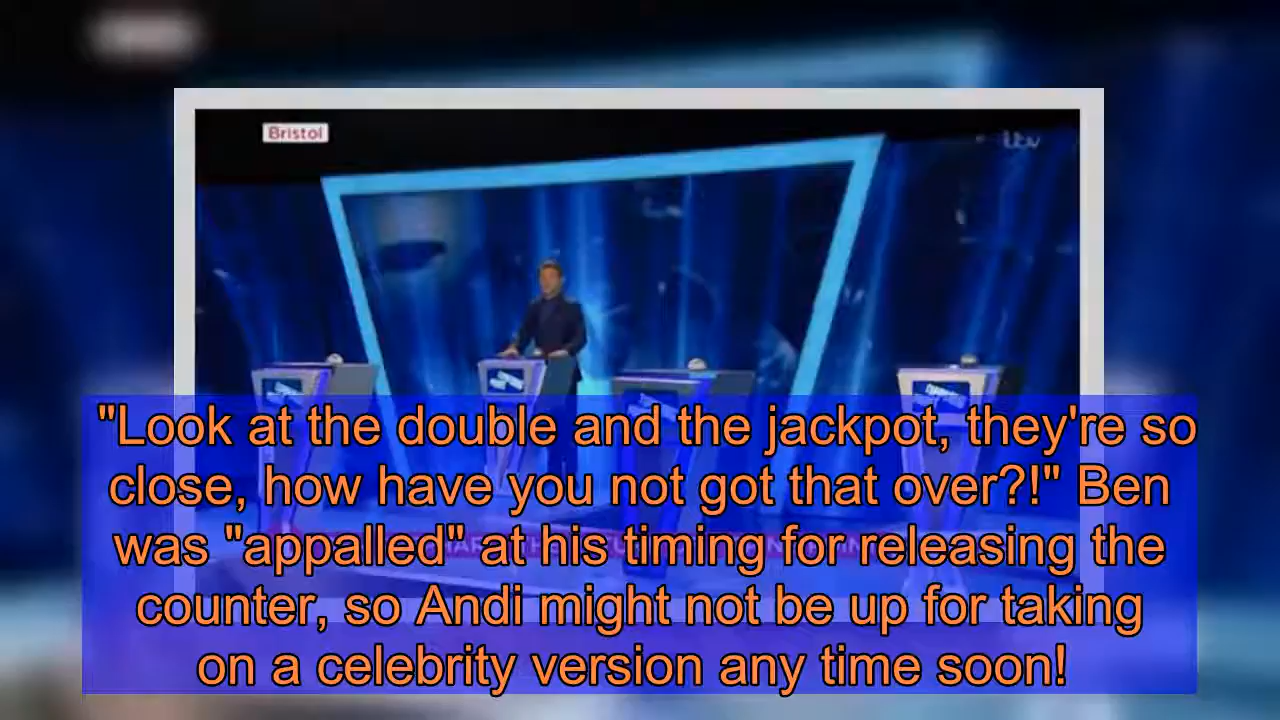 Bristol
itv
"Look at the double and the jackpot, they're so
close, how have you not got that over?!" Ben
was "appalled" at his timing for releasing the
counter, so Andi might not be up for taking
on a celebrity version any time soon!